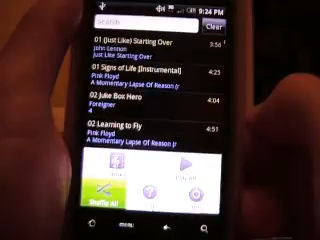 9:24 PM
Search
Clear
01 (Just Like) Starting Over
3:56
John Lennon
Just Like Starting Over
01 Signs of Life [Instrumental]
4:25
Pink Floyd
A Momentary Lapse Of Reason (r
02 Juke Box Hero
4:04
Foreigner
4
02 Learning to Fly
4:51
Pink Floyd
A Momentary Lapse Of Reason (r
Play All
Shuffle All
menu